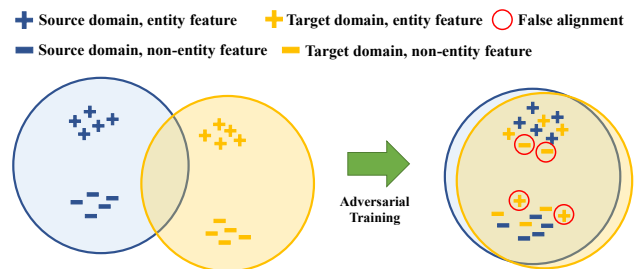 Source domain, entity feature
Target domain, entity feature
False alignment
Source domain, non-entity feature
Target domain, non-entity feature
Adversarial
Training